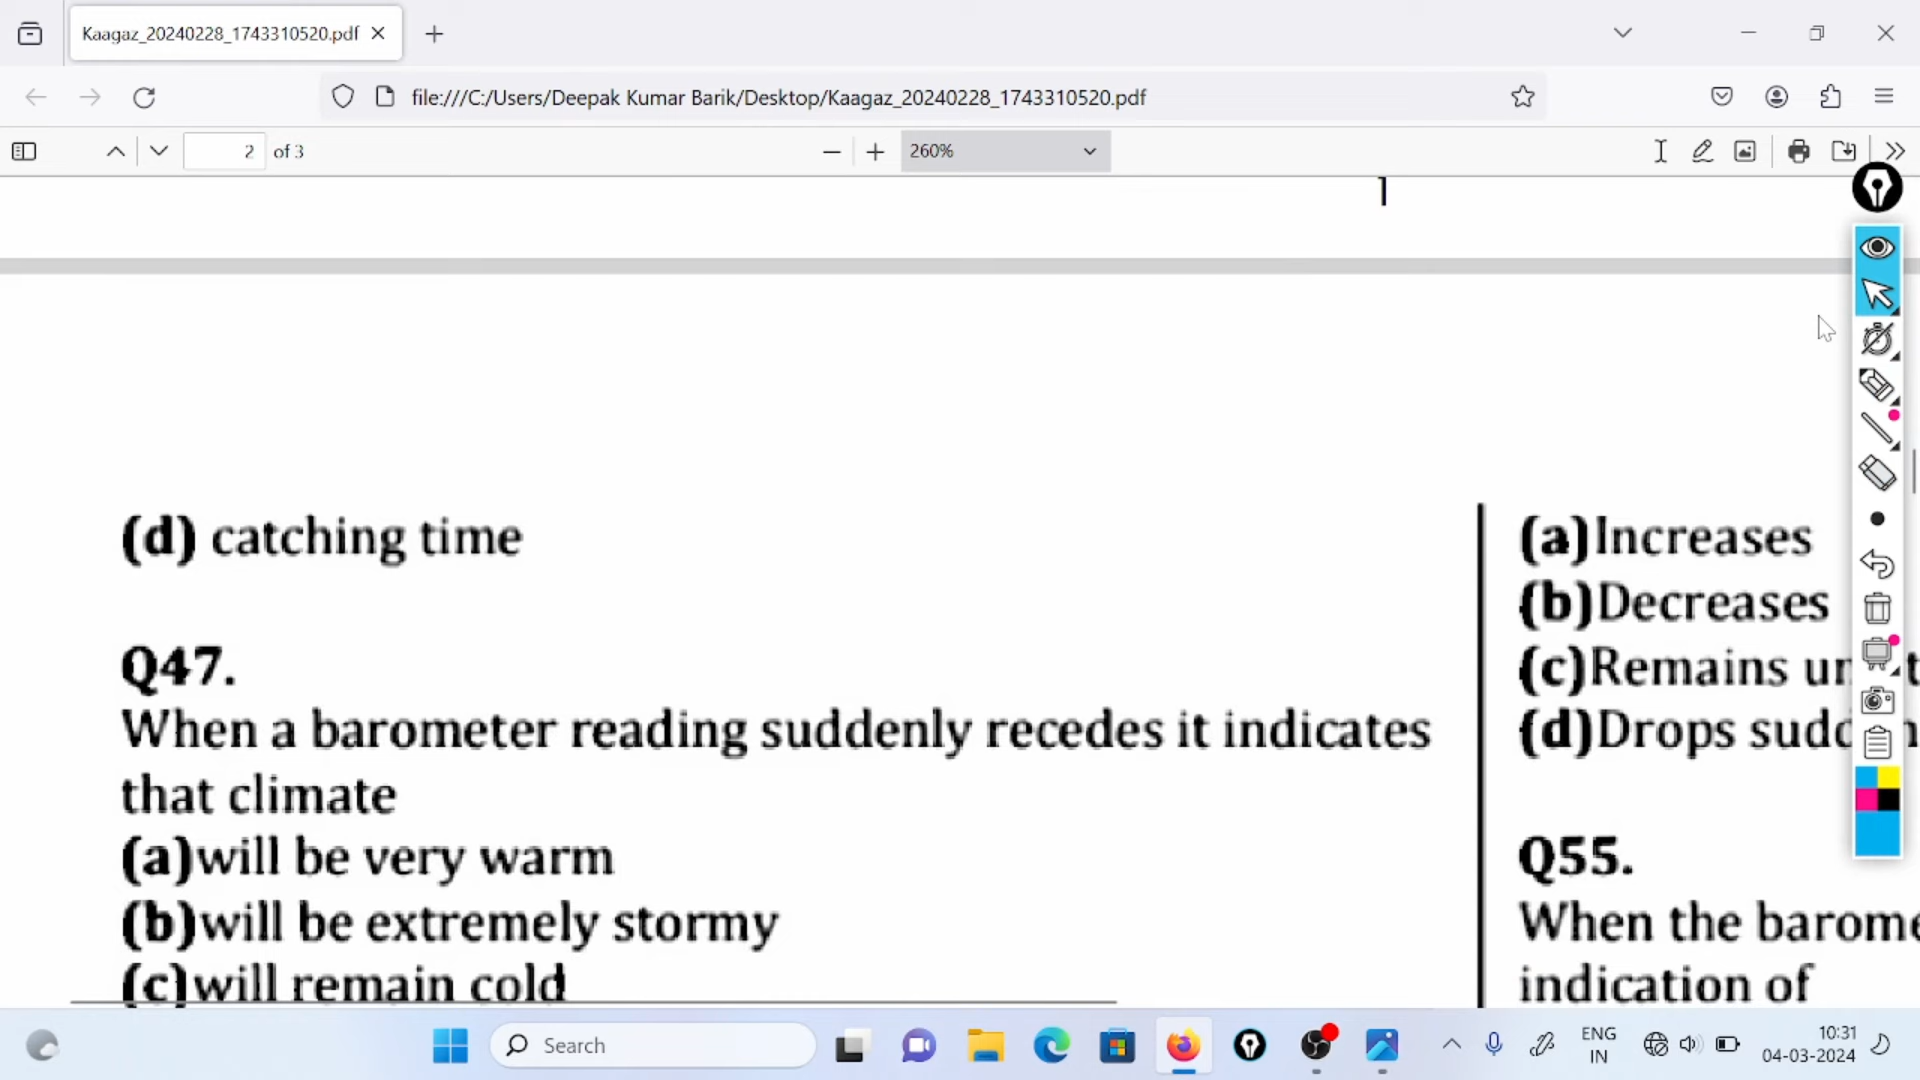 Kaagaz_20240228_1743310520.pdf
file:///C:/Users/Deepak Kumar Barik/Desktop/Kaagaz_20240228_1743310520.pdf
2 of 3
260%
1
(d) catching time
Q47.
When a barometer reading suddenly recedes it indicates
that climate
(a)will be very warm
(b)will be extremely stormy
(c)will remain cold
(a)Increases
(b)Decreases
(c)Remains
(d)Drops
Q55.
When the
indication of
Search
ENG
IN
10:31
04-03-2024